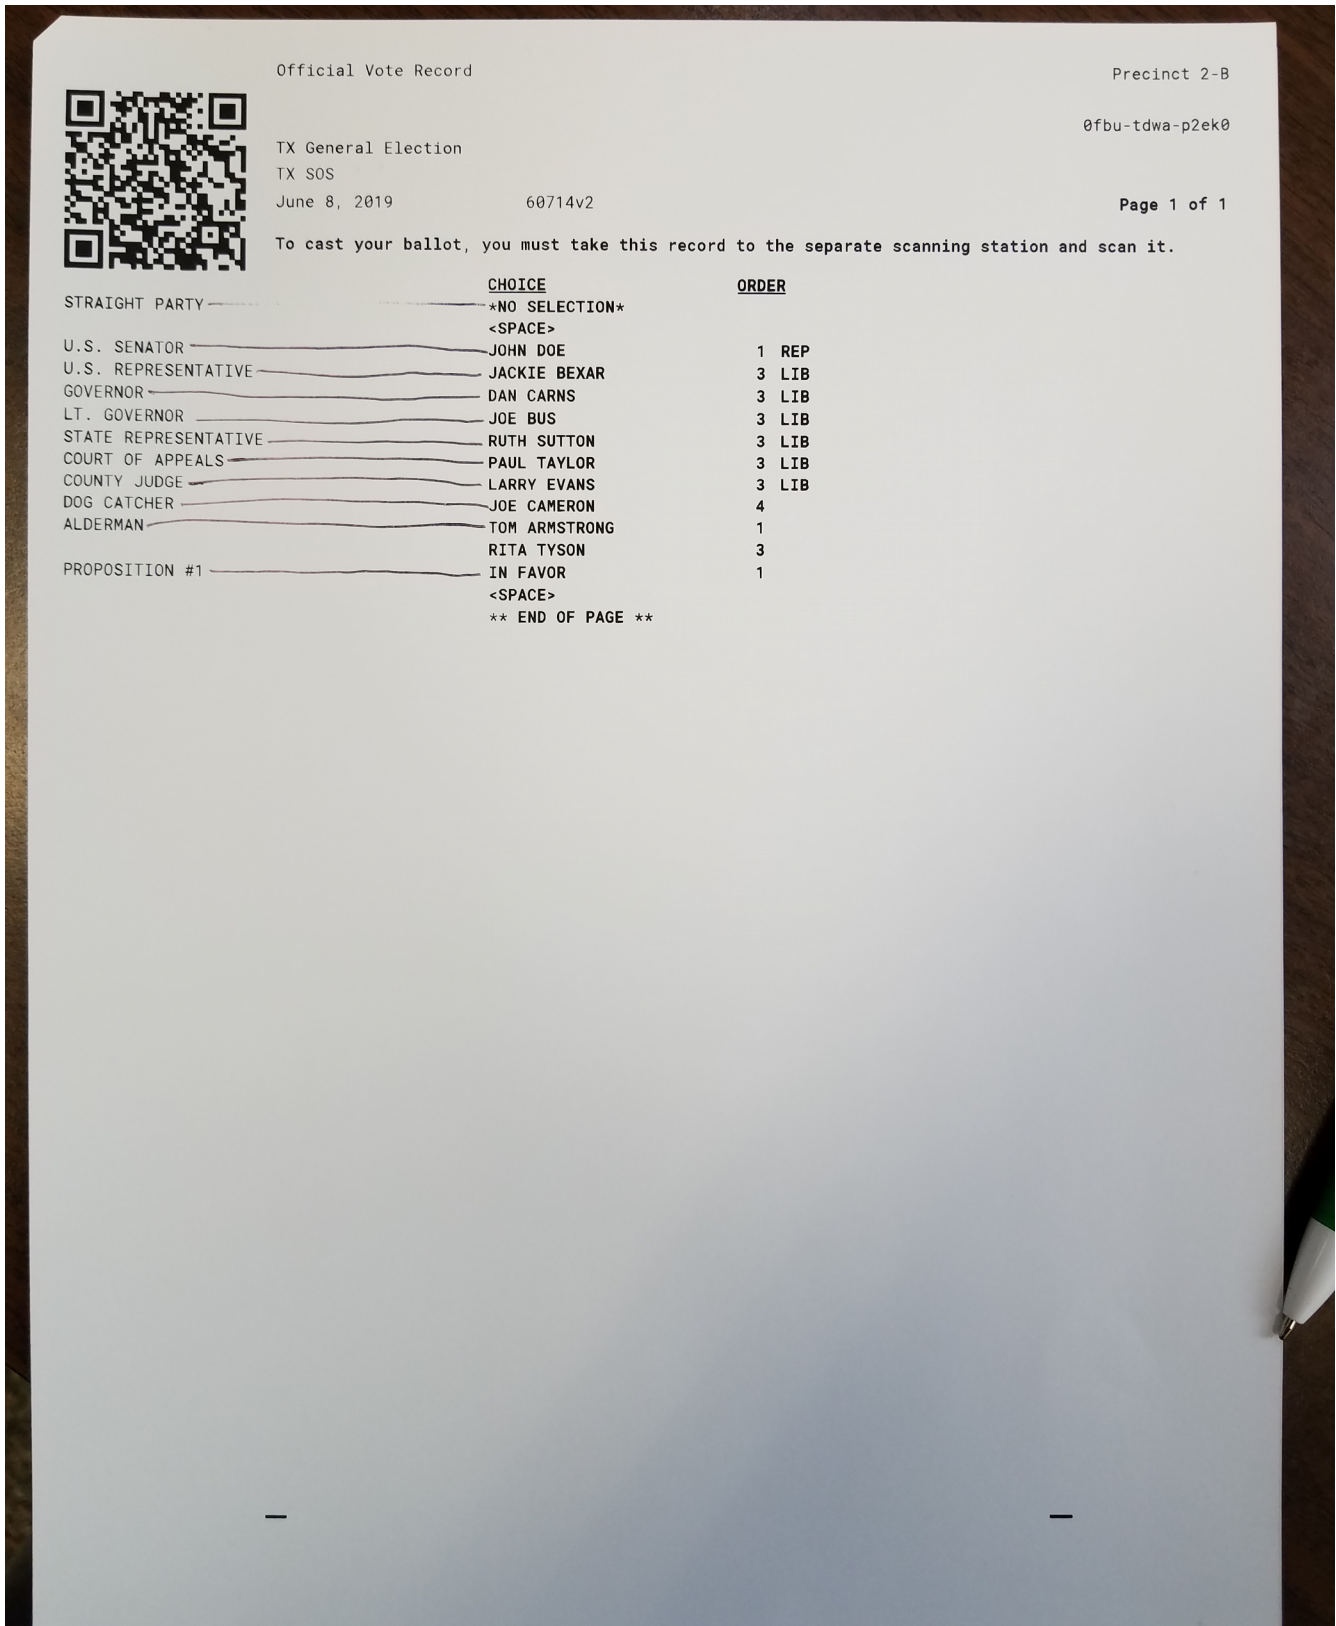 Official Vote Record
Precinct 2-B
0fbu-tdwa-p2ek0
TX General Election
TX SOS
June 8, 2019 60714v2 Page 1 of 1
To cast your ballot, you must take this record to the separate scanning station and scan it.
CHOICE ORDER
STRAIGHT PARTY *NO SELECTION*
<SPACE>
U.S. SENATOR JOHN DOE 1 REP
U.S. REPRESENTATIVE JACKIE BEXAR 3 LIB
GOVERNOR DAN CARNS 3 LIB
LT. GOVERNOR JOE BUS 3 LIB
STATE REPRESENTATIVE RUTH SUTTON 3 LIB
COURT OF APPEALS PAUL TAYLOR 3 LIB
COUNTY JUDGE LARRY EVANS 3 LIB
DOG CATCHER JOE CAMERON 4
ALDERMAN TOM ARMSTRONG 1
RITA TYSON 3
PROPOSITION #1 IN FAVOR 1
<SPACE>
** END OF PAGE **